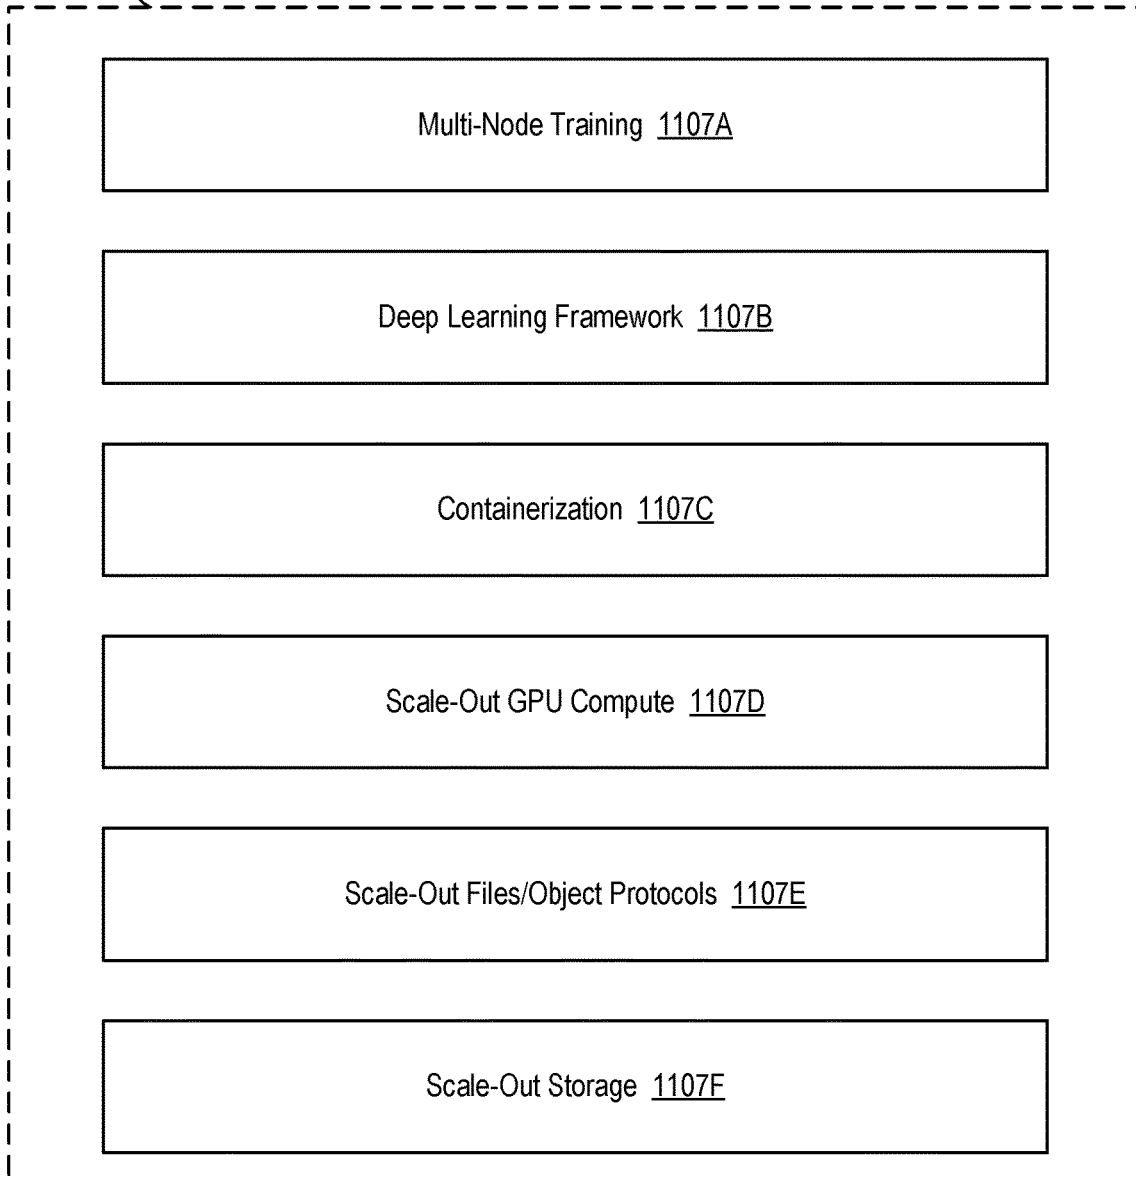 Multi-Node Training 1107A
Deep Learning Framework 1107B
Containerization 1107C
Scale-Out GPU Compute 1107D
Scale-Out Files/Object Protocols 1107E
Scale-Out Storage 1107F